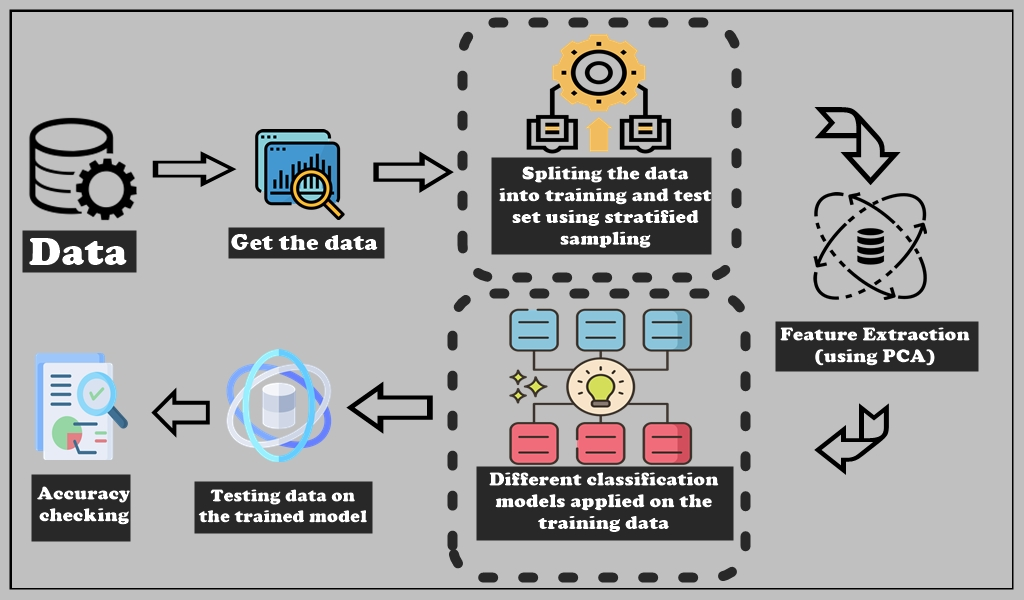 Data
Get the data
Spliting the data
into training and test
set using stratified
sampling
Feature Extraction
(using PCA)
Different classification
models applied on the
training data
Testing data on
the trained model
Accuracy
checking